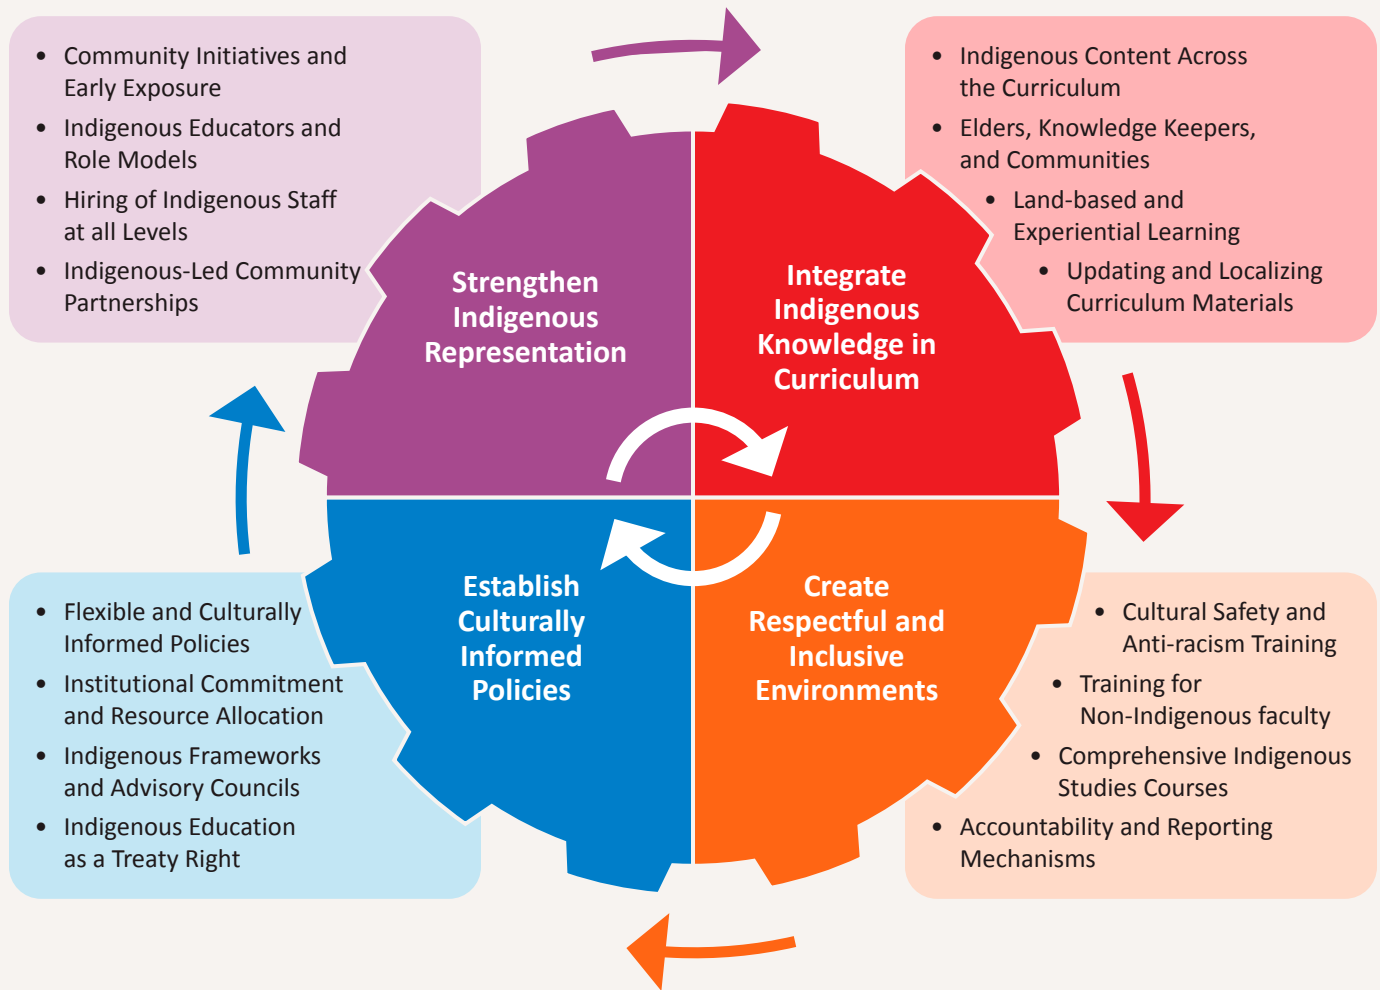 • Community Initiatives and
Early Exposure
• Indigenous Educators and
Role Models
• Hiring of Indigenous Staff
at all Levels
• Indigenous-Led Community
Partnerships
• Indigenous Content Across
the Curriculum
• Elders, Knowledge Keepers,
and Communities
• Land-based and
Experiential Learning
• Updating and Localizing
Curriculum Materials
Strengthen
Indigenous
Representation
Integrate
Indigenous
Knowledge in
Curriculum
Establish
Culturally
Informed
Policies
Create
Respectful and
Inclusive
Environments
• Flexible and Culturally
Informed Policies
• Institutional Commitment
and Resource Allocation
• Indigenous Frameworks
and Advisory Councils
• Indigenous Education
as a Treaty Right
• Cultural Safety and
Anti-racism Training
• Training for
Non-Indigenous faculty
• Comprehensive Indigenous
Studies Courses
• Accountability and Reporting
Mechanisms